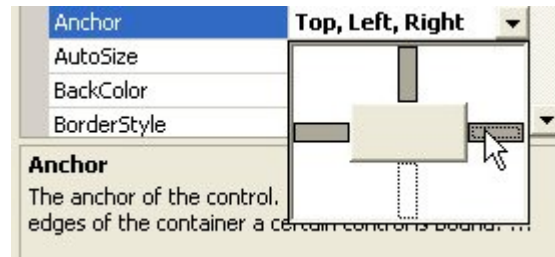 Anchor Top, Left, Right
AutoSize
BackColor
BorderStyle
Anchor
The anchor of the control.
edges of the container a